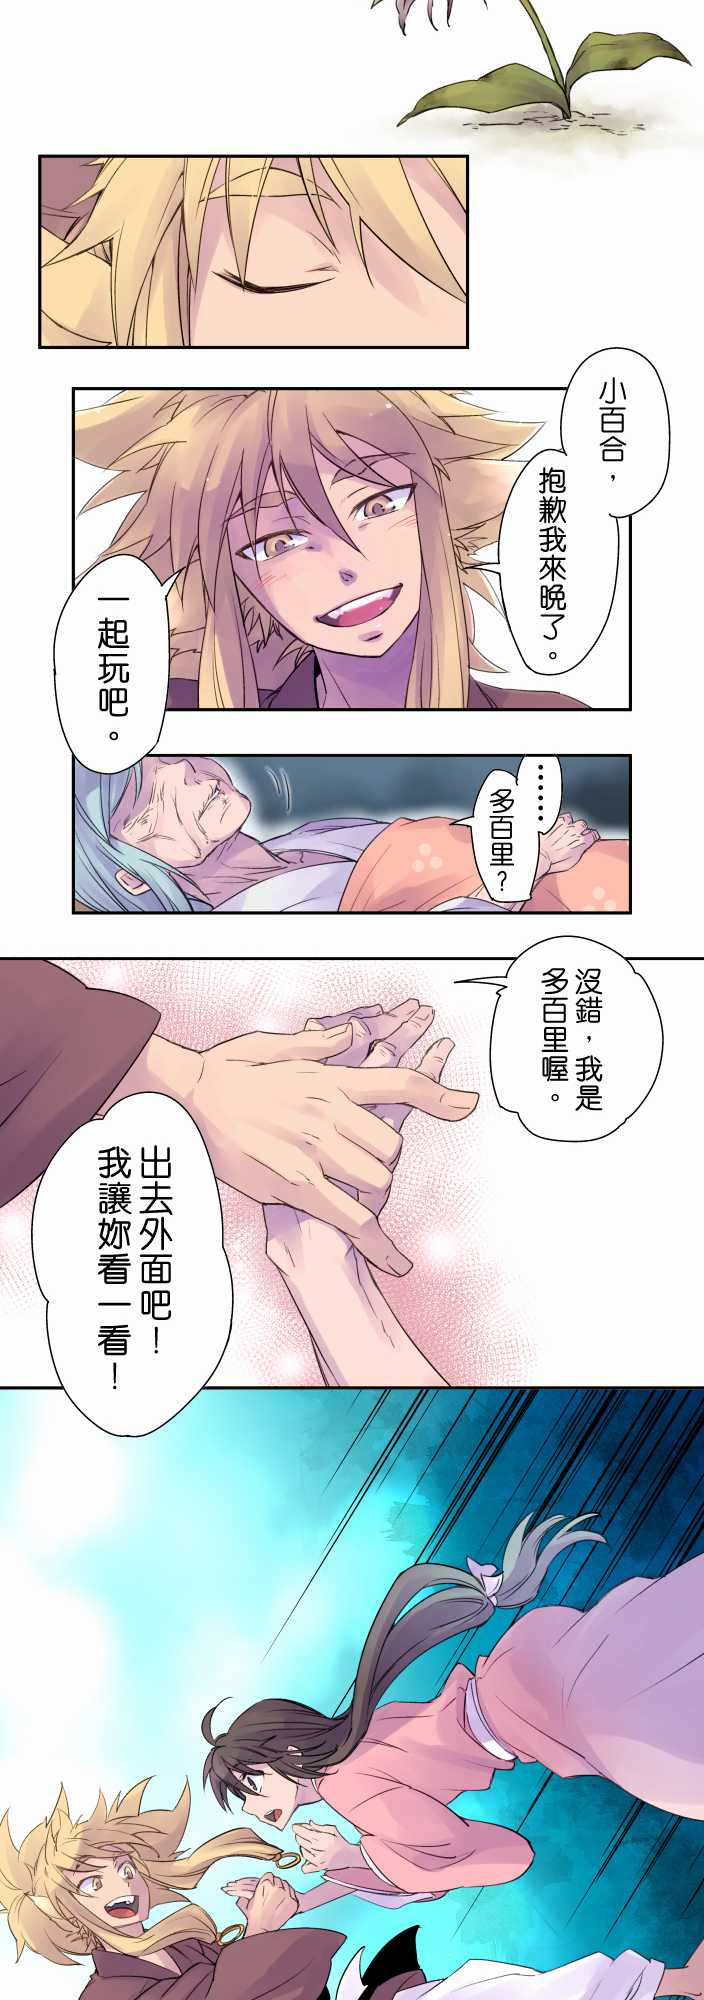 小百合，
抱歉我來晚了。
一起玩吧。
……
多百里？
沒錯，我是
多百里喔。
出去外面吧！
我讓妳看一看！